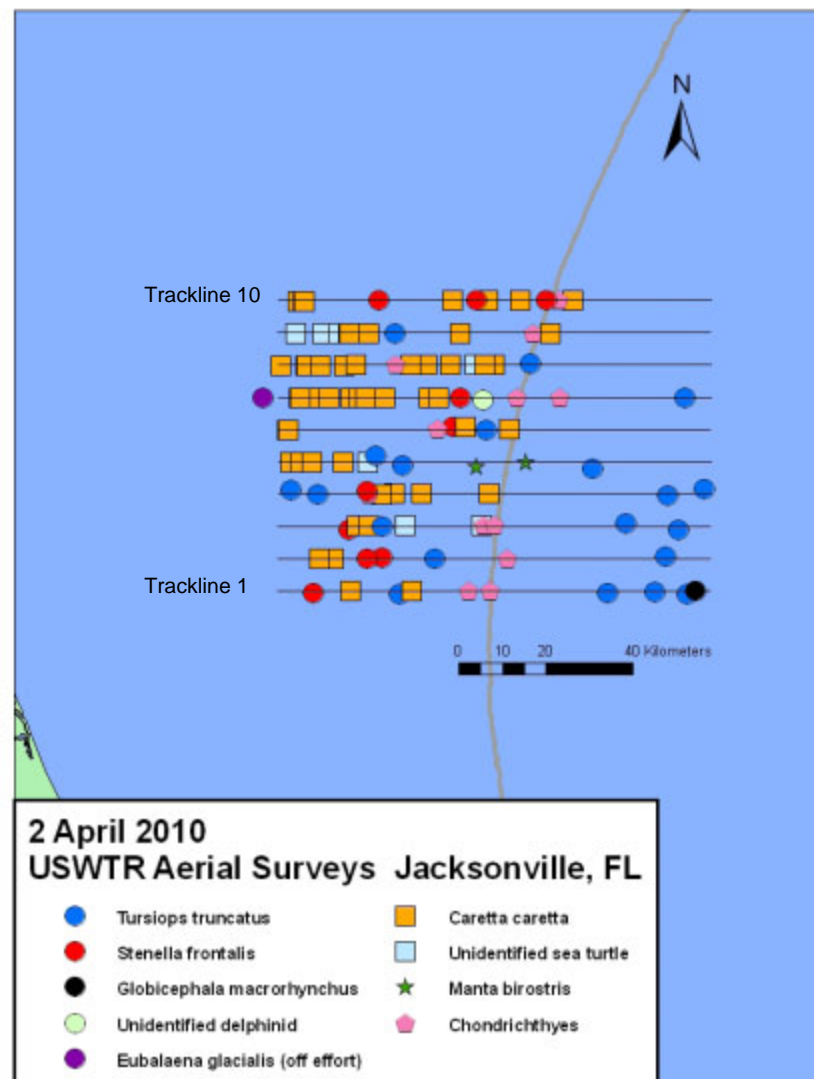 N
Trackline 10
Trackline 1
0 10 20 40 Kilometers
2 April 2010
USWTR Aerial Surveys Jacksonville, FL
Tursiops truncatus
Stenella frontalis
Globicephala macrorhynchus
Unidentified delphinid
Eubalaena glacialis (off effort)
Caretta caretta
Unidentified sea turtle
Manta birostris
Chondrichthyes